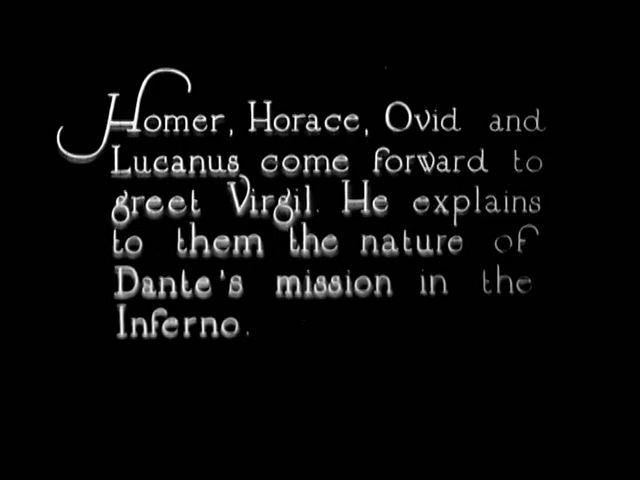 Homer, Horace, Ovid and
Lucanus come forward to
greet Virgil. He explains
to them the nature of
Dante's mission in the
Inferno.